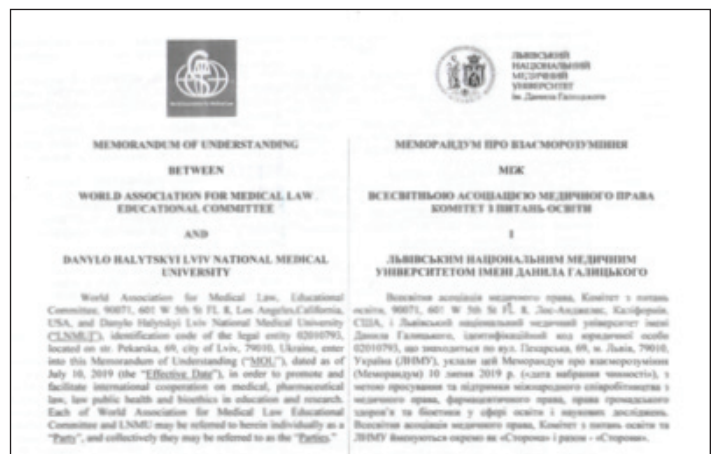 ЛЬВІВСЬКИЙ
НАЦІОНАЛЬНИЙ
МЕДИЧНИЙ
УНІВЕРСИТЕТ
ім. Данила Галицького
MEMORANDUM OF UNDERSTANDING
BETWEEN
WORLD ASSOCIATION FOR MEDICAL LAW
EDUCATIONAL COMMITTEE
AND
DANYLO HALYTSKYI LVIV NATIONAL MEDICAL
UNIVERSITY
World Association for Medical Law, Educational
Committee, 90071, 601 W 5th St FL 8, Los Angeles,California,
USA, and Danylo Halytskyi Lviv National Medical University
("LNMU"), identification code of the legal entity 02010793,
located on str. Pekarska, 69, city of Lviv, 79010, Ukraine, enter
into this Memorandum of Understanding ("MOU"), dated as of
July 10, 2019 (the "Effective Date"), in order to promote and
facilitate international cooperation on medical, pharmaceutical
law, law public health and bioethics in education and research.
Each of World Association for Medical Law Educational
Committee and LNMU may be referred to herein individually as a
"Party", and collectively they may be referred to as the "Parties."
МЕМОРАНДУМ ПРО ВЗАЄМОРОЗУМІННЯ
МІЖ
ВСЕСВІТНЬОЮ АСОЦІАЦІЄЮ МЕДИЧНОГО ПРАВА
КОМІТЕТ З ПИТАНЬ ОСВІТИ
І
ЛЬВІВСЬКИМ НАЦІОНАЛЬНИМ МЕДИЧНИМ
УНІВЕРСИТЕТОМ ІМЕНІ ДАНИЛА ГАЛИЦЬКОГО
Всесвітня асоціація медичного права, Комітет з питань
освіти, 90071, 601 W 5th St FL 8, Лос-Анджелес, Каліфорнія,
США, і Львівський національний медичний університет імені
Данила Галицького, ідентифікаційний код юридичної особи
02010793, що знаходиться по вул. Пекарська, 69, м. Львів, 79010,
Україна (ЛНМУ), уклали цей Меморандум про взаєморозуміння
(Меморандум) 10 липня 2019 р. («дата набрання чинності»), з
метою просування та підтримки міжнародного співробітництва з
медичного права, фармацевтичного права, права громадського
здоров'я та біоетики у сфері освіти і наукових досліджень.
Всесвітня асоціація медичного права, Комітет з питань освіти та
ЛНМУ йменуються окремо як «Сторона» і разом - «Сторони».